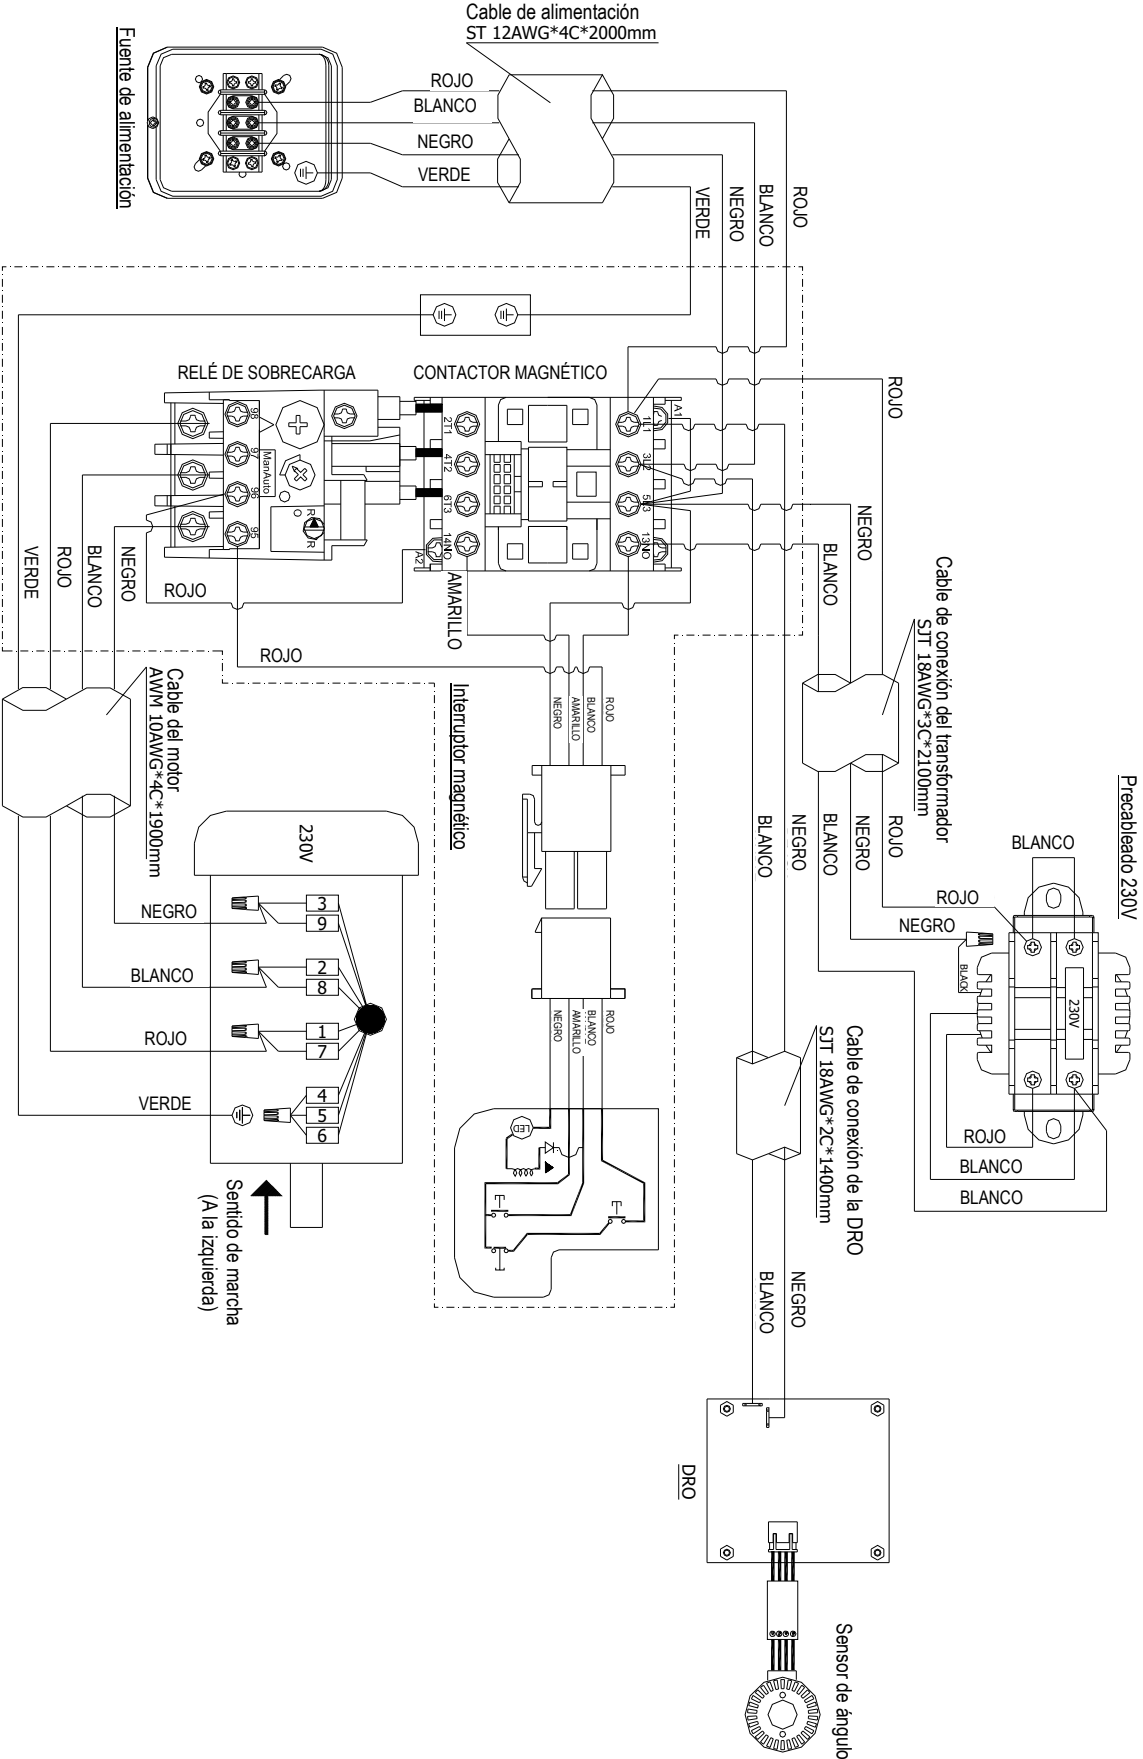 Cable de alimentación
ST 12AWG*4C*2000mm
Fuente de alimentación
ROJO
BLANCO
NEGRO
VERDE
VERDE
NEGRO
BLANCO
ROJO
RELÉ DE SOBRECARGA
CONTACTOR MAGNÉTICO
98
97
96
95
ManAuto
R
R
2T1
4T2
6T3
14NO
A2
A1
1L1
3L2
5L3
13NO
ROJO
NEGRO
BLANCO
ROJO
AMARILLO
ROJO
VERDE
ROJO
BLANCO
NEGRO
Cable del motor
AWM 10AWG*4C*1900mm
Cable de conexión del transformador
SJT 18AWG*3C*2100mm
Precableado 230V
Interruptor magnético
NEGRO
AMARILLO
BLANCO
ROJO
BLANCO
NEGRO
BLANCO
NEGRO
ROJO
BLANCO
ROJO
NEGRO
BLACK
230V
ROJO
BLANCO
BLANCO
230V
3
9
2
8
1
7
4
5
6
NEGRO
BLANCO
ROJO
VERDE
NEGRO
AMARILLO
BLANCO
ROJO
LED
Cable de conexión de la DRO
SJT 18AWG*2C*1400mm
Sentido de marcha
(A la izquierda)
BLANCO
NEGRO
DRO
Sensor de ángulo